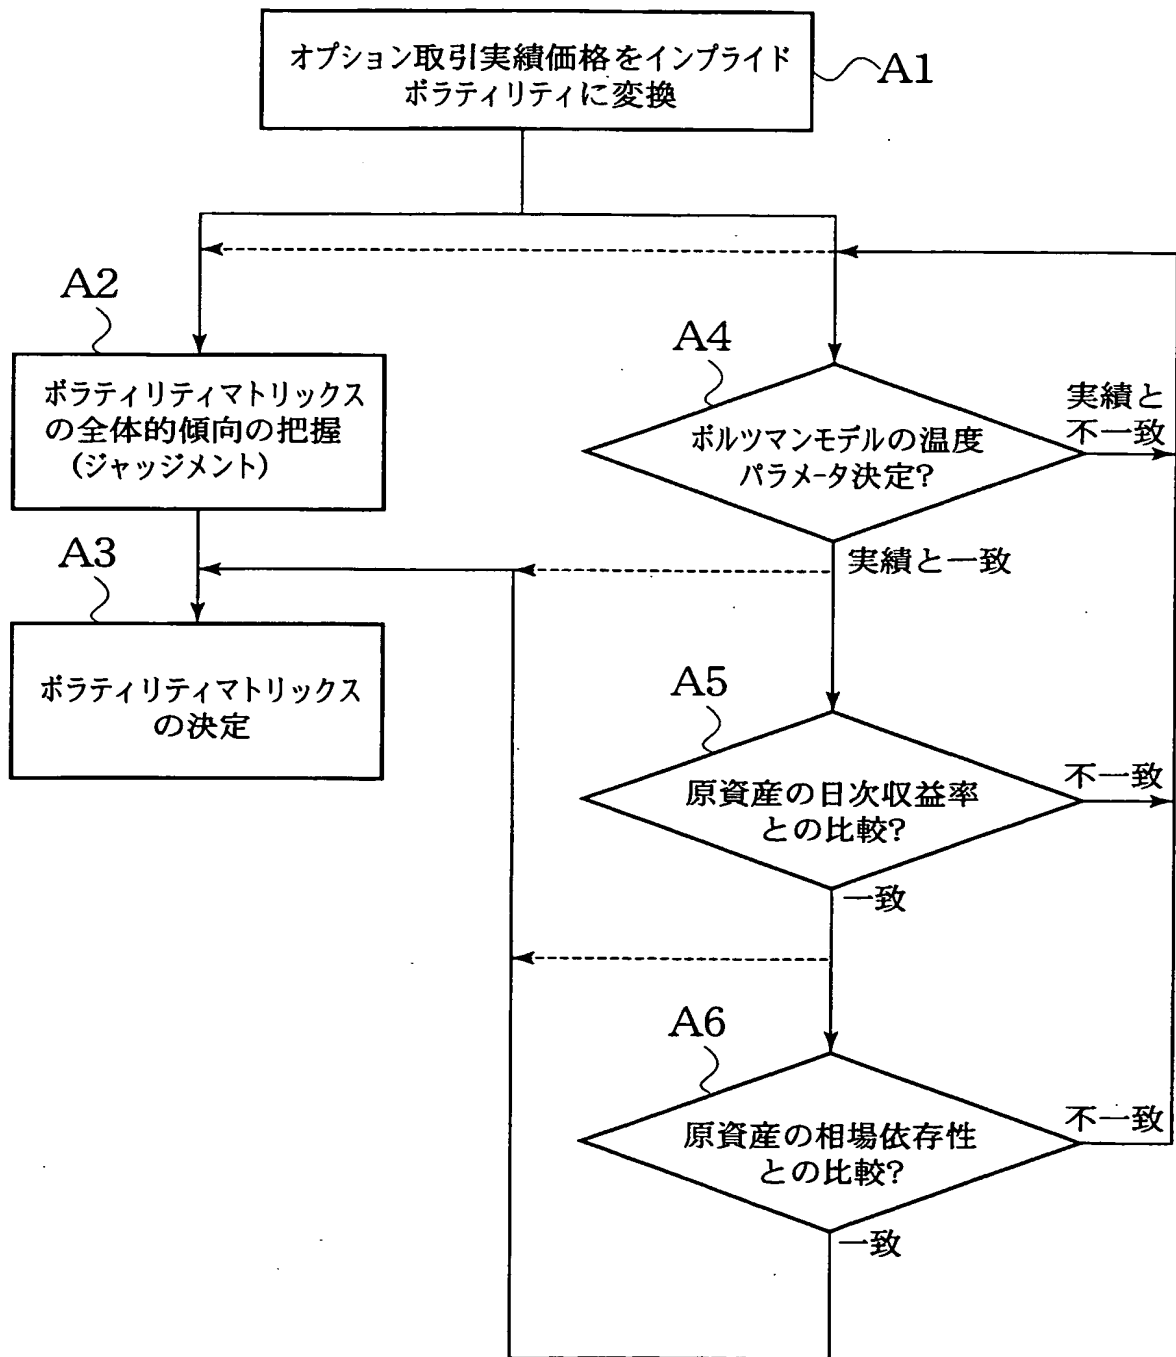 オプション取引実績価格をインプライド
ボラティリティに変換
A1
A2
ボラティリティマトリックス
の全体的傾向の把握
(ジャッジメント)
A3
ボラティリティマトリックス
の決定
A4
ボルツマンモデルの温度
パラメータ決定?
実績と
不一致
実績と一致
A5
原資産の日次収益率
との比較?
不一致
一致
A6
原資産の相場依存性
との比較?
不一致
一致